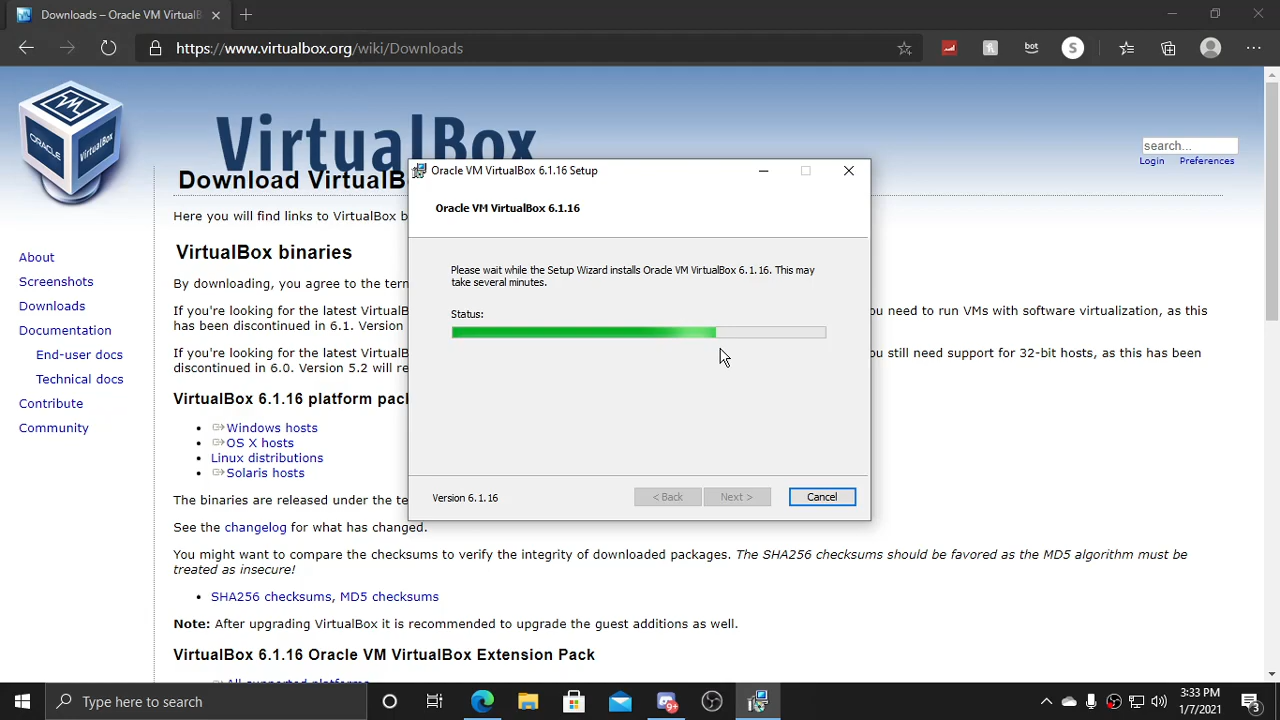 Downloads – Oracle VM VirtualB
https://www.virtualbox.org/wiki/Downloads
bot
S
ORACLE
VirtualBox
VirtualBox
search...
Login Preferences
Download VirtualB
Here you will find links to VirtualBox b
About
Screenshots
Downloads
Documentation
End-user docs
Technical docs
Contribute
Community
VirtualBox binaries
By downloading, you agree to the terr
If you're looking for the latest VirtualB
ou need to run VMs with software virtualization, as this
has been discontinued in 6.1. Version
If you're looking for the latest VirtualB
ou still need support for 32-bit hosts, as this has been
discontinued in 6.0. Version 5.2 will re
VirtualBox 6.1.16 platform pac
Windows hosts
OS X hosts
Linux distributions
Solaris hosts
The binaries are released under the te
See the changelog for what has changed.
You might want to compare the checksums to verify the integrity of downloaded packages. The SHA256 checksums should be favored as the MD5 algorithm must be
treated as insecure!
SHA256 checksums, MD5 checksums
Note: After upgrading VirtualBox it is recommended to upgrade the guest additions as well.
VirtualBox 6.1.16 Oracle VM VirtualBox Extension Pack
All supported platforms
Oracle VM VirtualBox 6.1.16 Setup
Oracle VM VirtualBox 6.1.16
Please wait while the Setup Wizard installs Oracle VM VirtualBox 6.1.16. This may
take several minutes.
Status:
Version 6.1.16
< Back Next > Cancel
Type here to search
9+
3:33 PM
1/7/2021
3